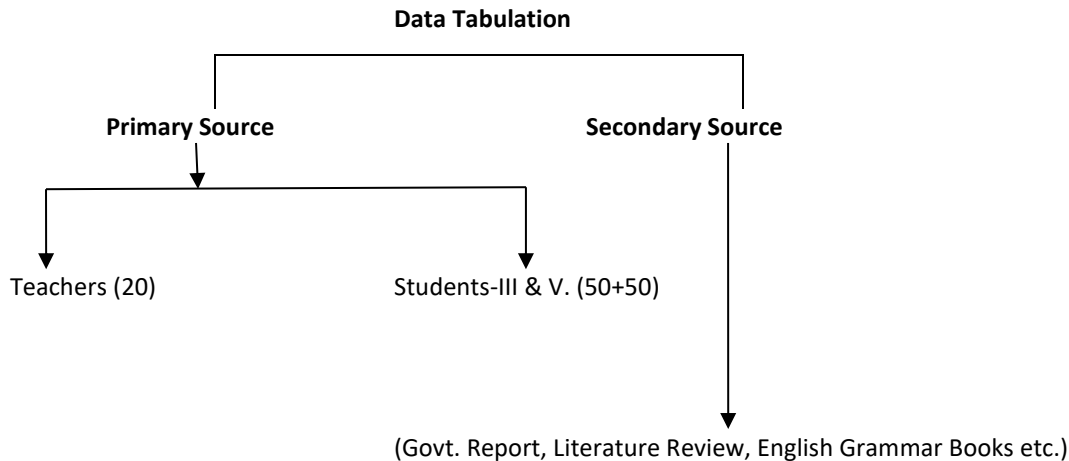 Data Tabulation
Primary Source
Secondary Source
Teachers (20)
Students-III & V. (50+50)
(Govt. Report, Literature Review, English Grammar Books etc.)